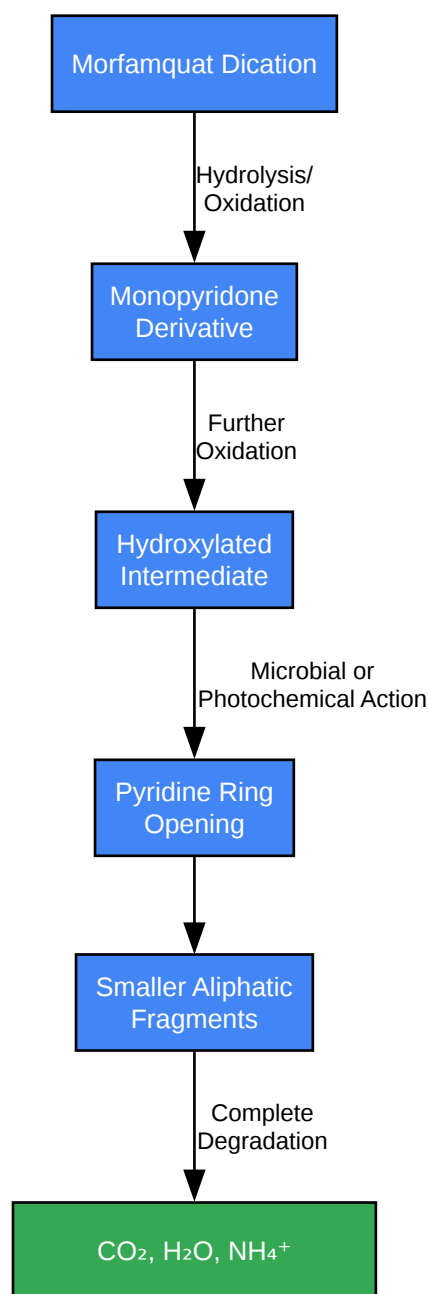 Morfamquat Dication
Hydrolysis/
Oxidation
Monopyridone
Derivative
Further
Oxidation
Hydroxylated
Intermediate
Microbial or
Photochemical Action
Pyridine Ring
Opening
Smaller Aliphatic
Fragments
Complete
Degradation
CO₂, H₂O, NH₄⁺